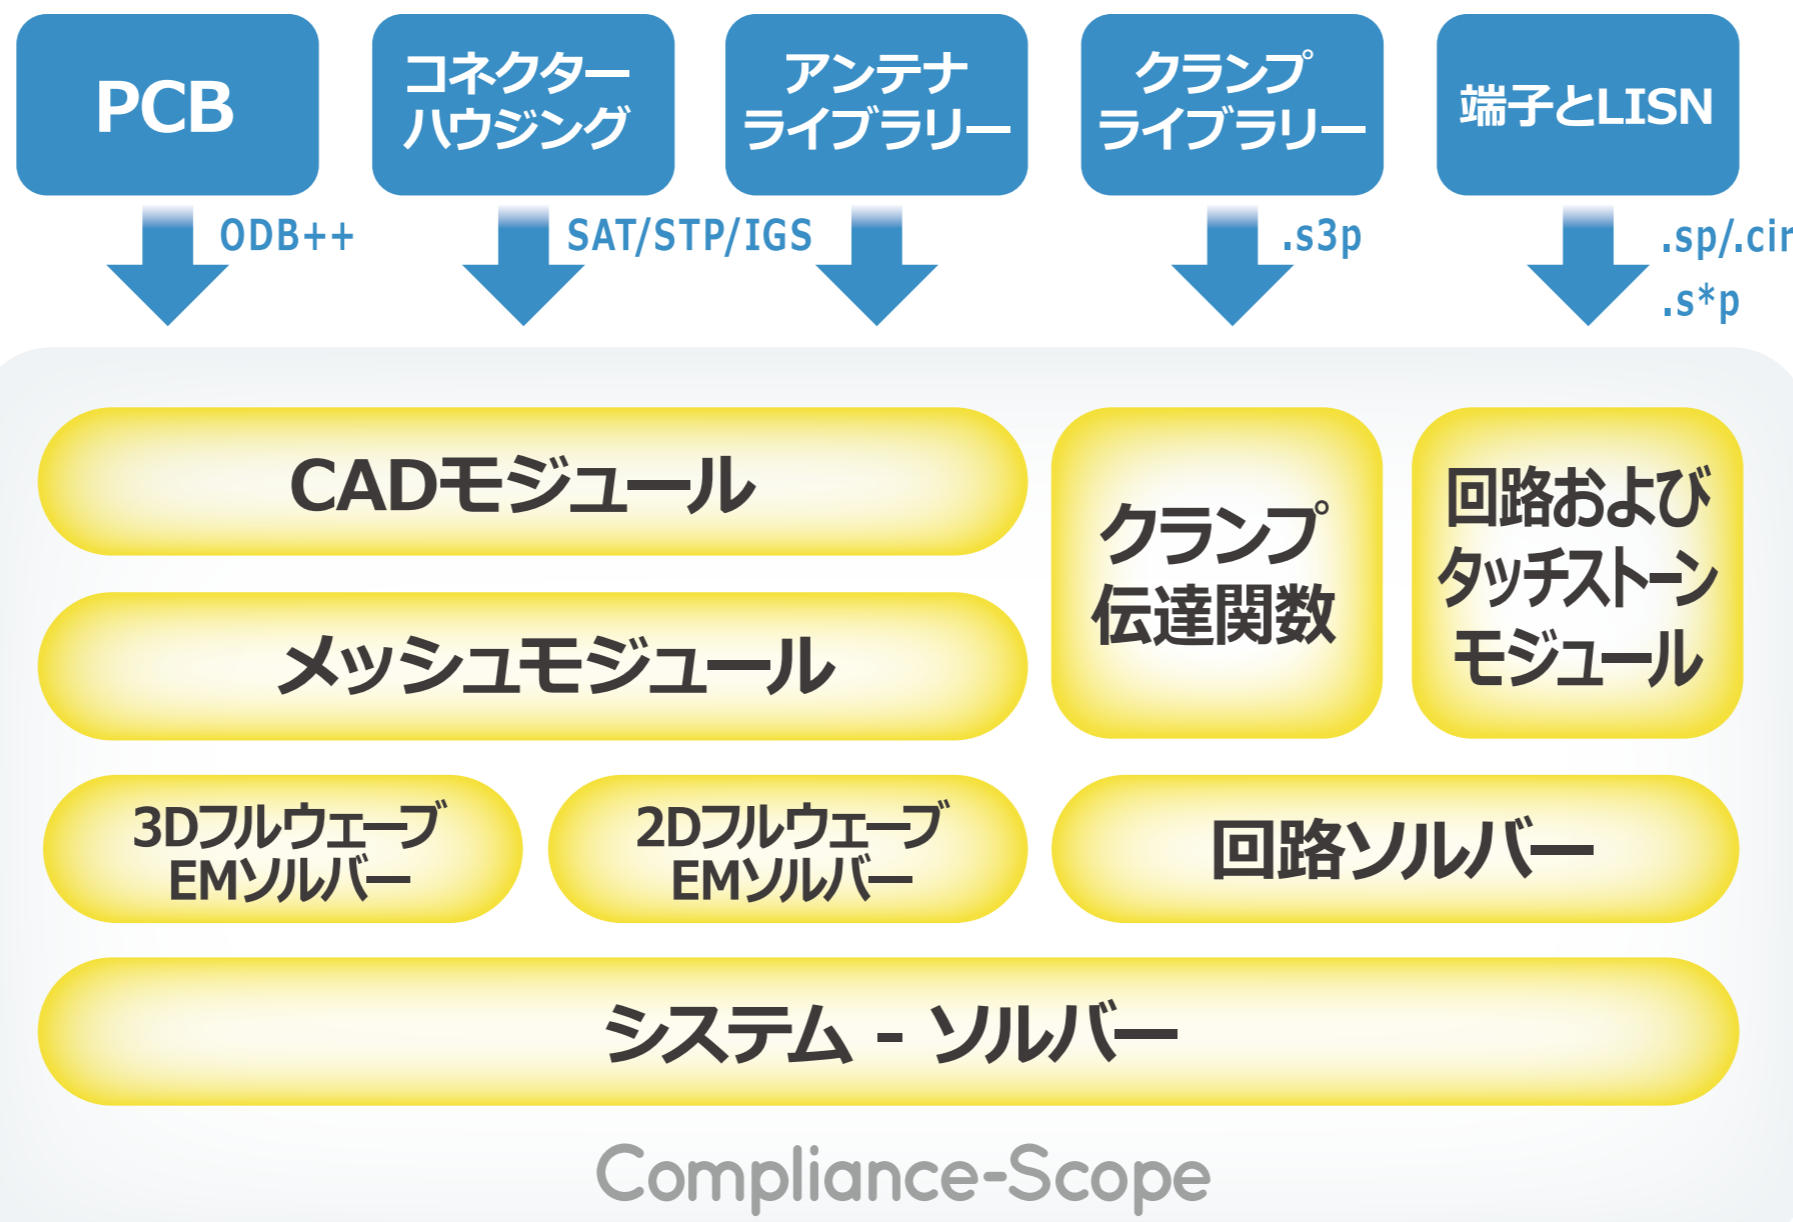 PCB
コネクター
ハウジング
アンテナ
ライブラリー
クランプ
ライブラリー
端子とLISN
ODB++
SAT/STP/IGS
.s3p
.sp/.cir
.s*p
CADモジュール
メッシュモジュール
クランプ
伝達関数
回路および
タッチストーン
モジュール
3Dフルウェーブ
EMソルバー
2Dフルウェーブ
EMソルバー
回路ソルバー
システム - ソルバー
Compliance-Scope